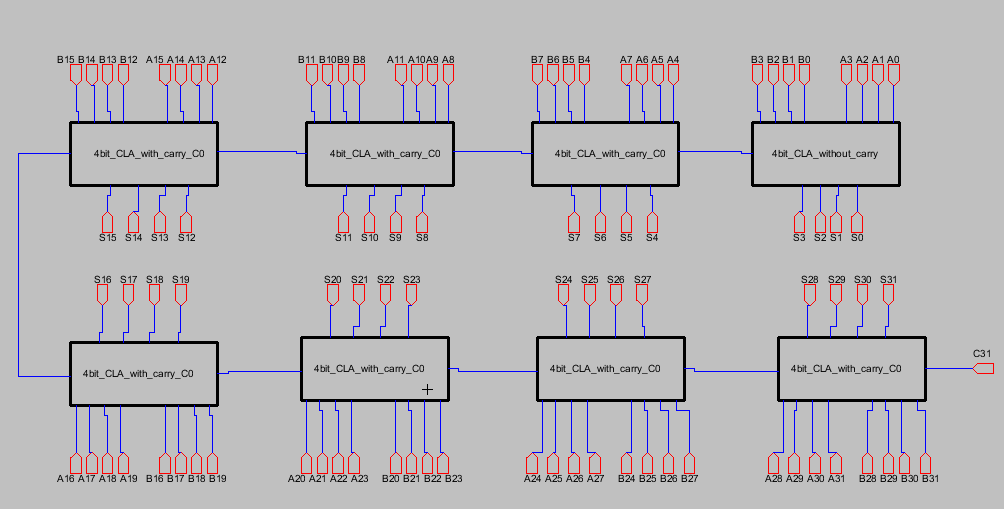 B15 B14 B13 B12 A15 A14 A13 A12 B11 B10 B9 B8 A11 A10 A9 A8 B7 B6 B5 B4 A7 A6 A5 A4 B3 B2 B1 B0 A3 A2 A1 A0
4bit_CLA_with_carry_C0 4bit_CLA_with_carry_C0 4bit_CLA_with_carry_C0 4bit_CLA_without_carry
S15 S14 S13 S12 S11 S10 S9 S8 S7 S6 S5 S4 S3 S2 S1 S0
S16 S17 S18 S19 S20 S21 S22 S23 S24 S25 S26 S27 S28 S29 S30 S31
C31
4bit_CLA_with_carry_C0 4bit_CLA_with_carry_C0 4bit_CLA_with_carry_C0 4bit_CLA_with_carry_C0
A16 A17 A18 A19 B16 B17 B18 B19 A20 A21 A22 A23 B20 B21 B22 B23 A24 A25 A26 A27 B24 B25 B26 B27 A28 A29 A30 A31 B28 B29 B30 B31